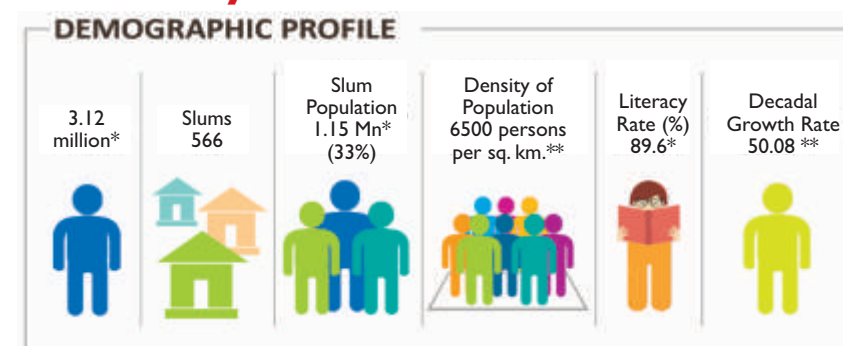 DEMOGRAPHIC PROFILE
3.12
million*
Slums
566
Slum
Population
1.15 Mn*
(33%)
Density of
Population
6500 persons
per sq. km.**
Literacy
Rate (%)
89.6*
Decadal
Growth Rate
50.08 **